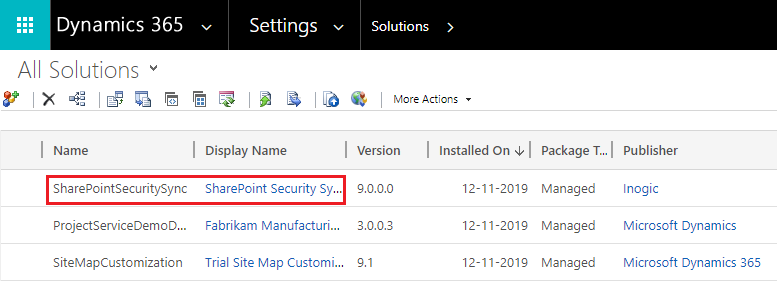 Dynamics 365 Settings Solutions
All Solutions
More Actions
Name Display Name Version Installed On Package T... Publisher
SharePointSecuritySync SharePoint Security Sy... 9.0.0.0 12-11-2019 Managed Inogic
ProjectServiceDemoD... Fabrikam Manufacturi... 3.0.0.3 12-11-2019 Managed Microsoft Dynamics
SiteMapCustomization Trial Site Map Customi... 9.1 12-11-2019 Managed Microsoft Dynamics 365